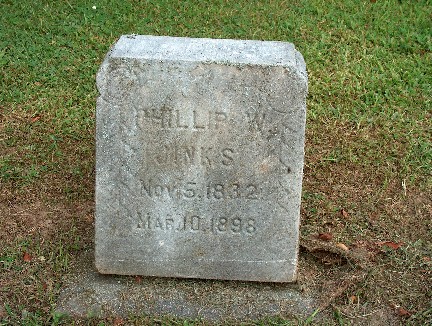 PHILLIP W.
JINKS
NOV. 5, 1832
MAR. 10, 1898